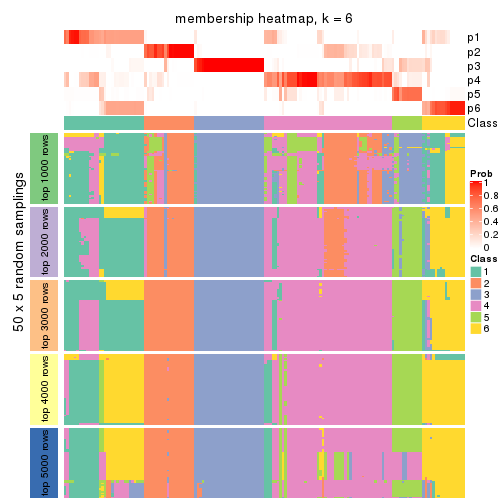 membership heatmap, k = 6
p1
p2
p3
p4
p5
p6
Class
50 x 5 random samplings
top 1000 rows
top 2000 rows
top 3000 rows
top 4000 rows
top 5000 rows
Prob
1
0.8
0.6
0.4
0.2
0
Class
1
2
3
4
5
6